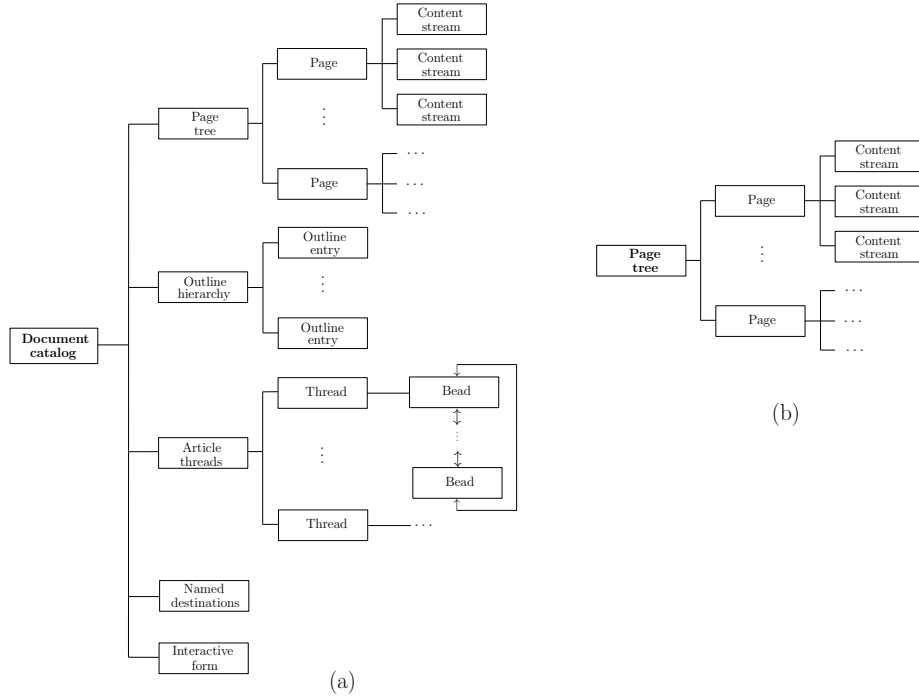 Content
stream
Page
Content
stream
Content
stream
Page
tree
⋮
Page
...
...
...
Outline
entry
Outline
hierarchy
⋮
Outline
entry
Document
catalog
Thread
Bead
Article
threads
⋮
⋮
Bead
Thread
...
Named
destinations
Interactive
form
(a)
Content
stream
Page
Content
stream
Content
stream
Page
tree
⋮
Page
...
...
...
(b)